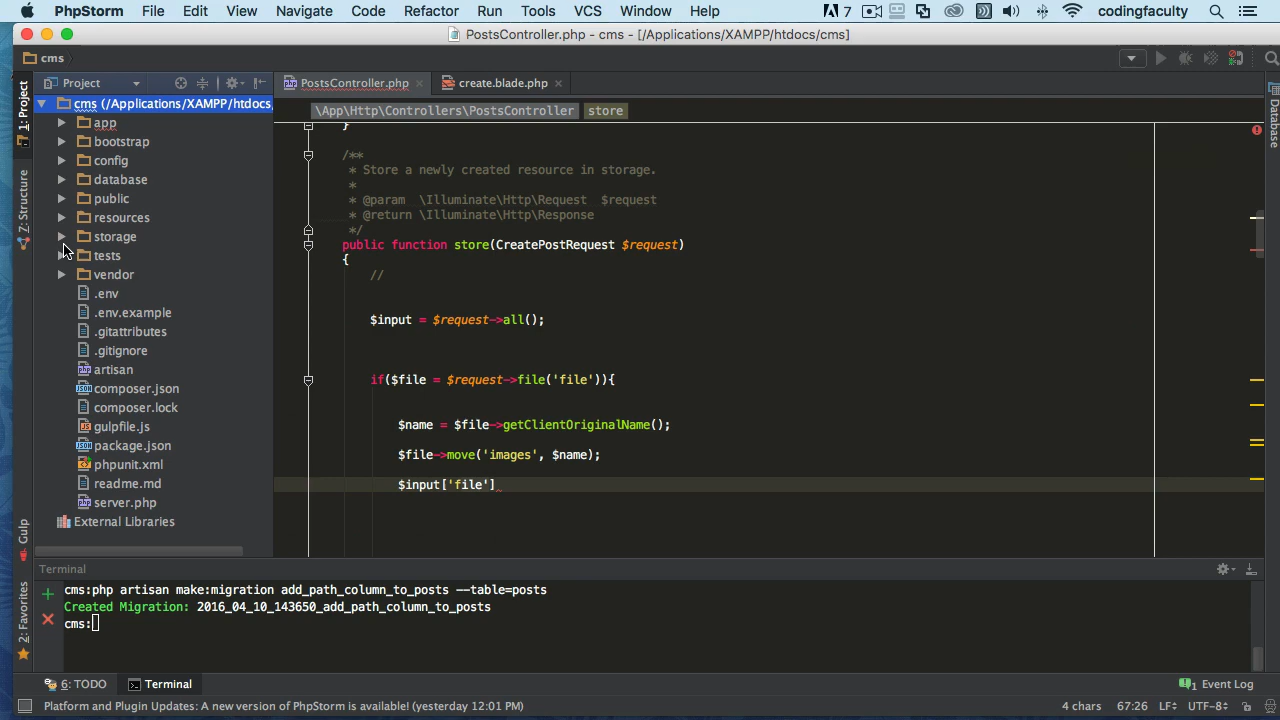 PhpStorm File Edit View Navigate Code Refactor Run Tools VCS Window Help 7 codingfaculty
PostsController.php - cms - [/Applications/XAMPP/htdocs/cms]
cms
Project PostsController.php create.blade.php
\App\Http\Controllers\PostsController store
1: Project
Z: Structure
Gulp
2: Favorites
Database
cms (/Applications/XAMPP/htdocs
app
bootstrap
config
database
public
resources
storage
tests
vendor
.env
.env.example
.gitattributes
.gitignore
artisan
composer.json
composer.lock
gulpfile.js
package.json
phpunit.xml
readme.md
server.php
External Libraries
}
/**
* Store a newly created resource in storage.
*
* @param \Illuminate\Http\Request $request
* @return \Illuminate\Http\Response
*/
public function store(CreatePostRequest $request)
{
//
$input = $request->all();
if($file = $request->file('file')){
$name = $file->getClientOriginalName();
$file->move('images', $name);
$input['file']
Terminal
cms:php artisan make:migration add_path_column_to_posts --table=posts
Created Migration: 2016_04_10_143650_add_path_column_to_posts
cms:
6: TODO Terminal 1 Event Log
Platform and Plugin Updates: A new version of PhpStorm is available! (yesterday 12:01 PM) 4 chars 67:26 LF UTF-8